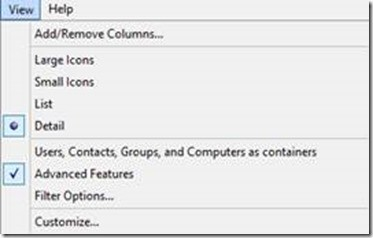 View Help
Add/Remove Columns...
Large Icons
Small Icons
List
Detail
Users, Contacts, Groups, and Computers as containers
Advanced Features
Filter Options...
Customize...